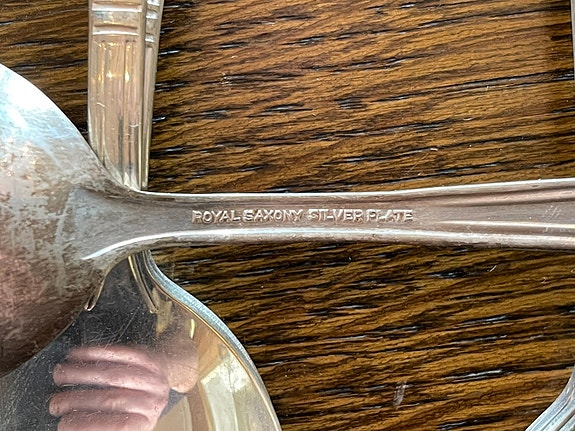 ROYAL SAXONY SILVER PLATE